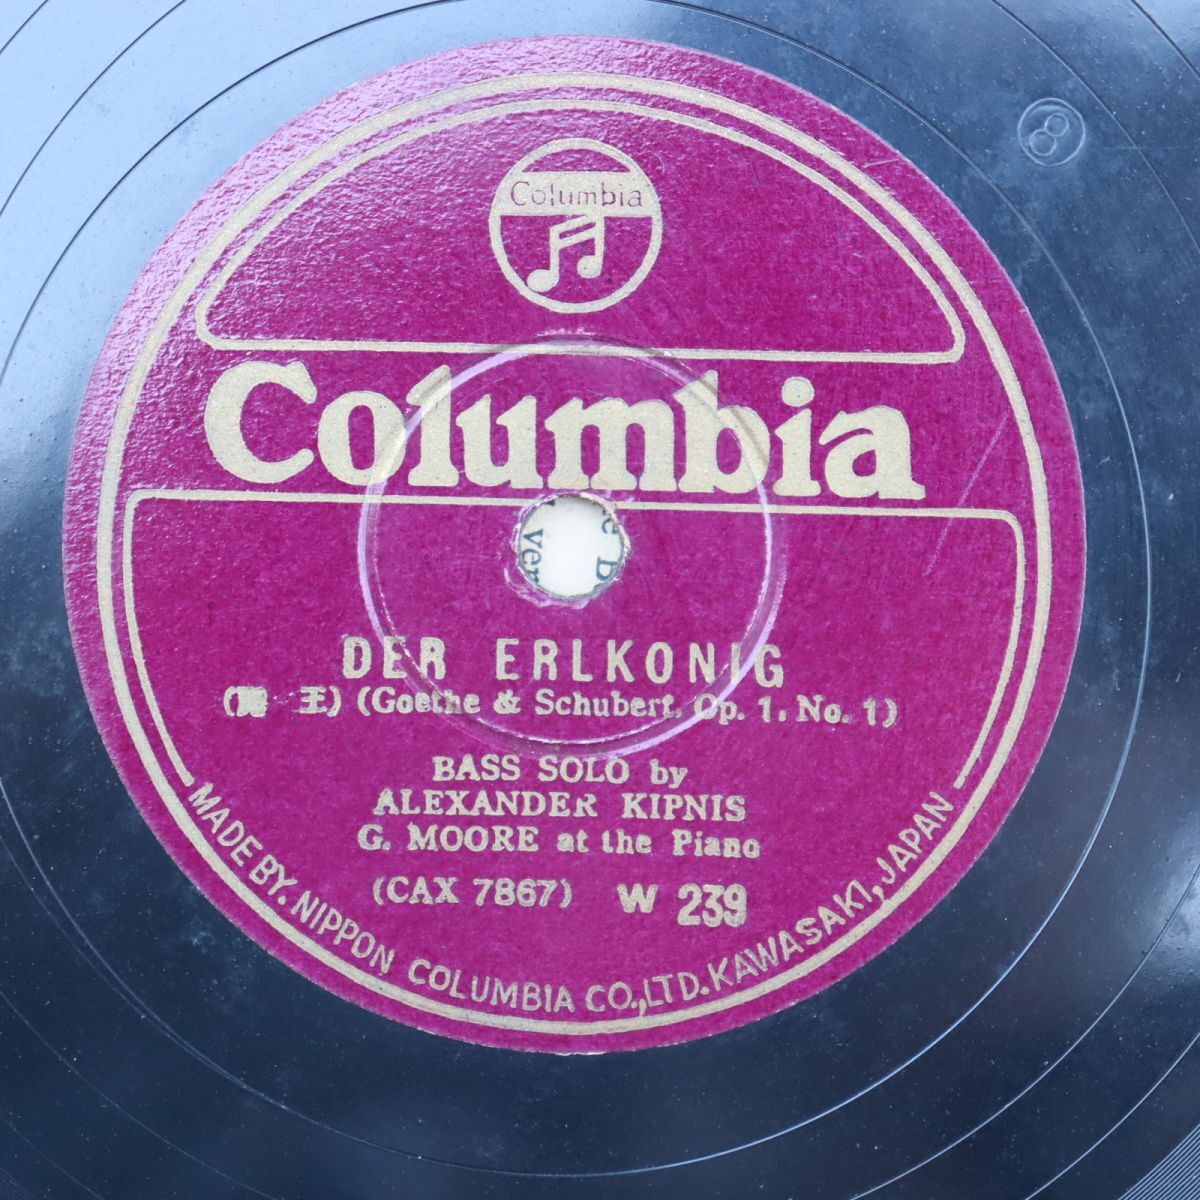 Columbia
Columbia
DER ERLKONIG
(魔 王) (Goethe & Schubert, Op. 1, No. 1)
BASS SOLO by
ALEXANDER KIPNIS
G. MOORE at the Piano
(CAX 7867) W 239
MADE BY. NIPPON COLUMBIA CO., LTD. KAWASAKI, JAPAN
8